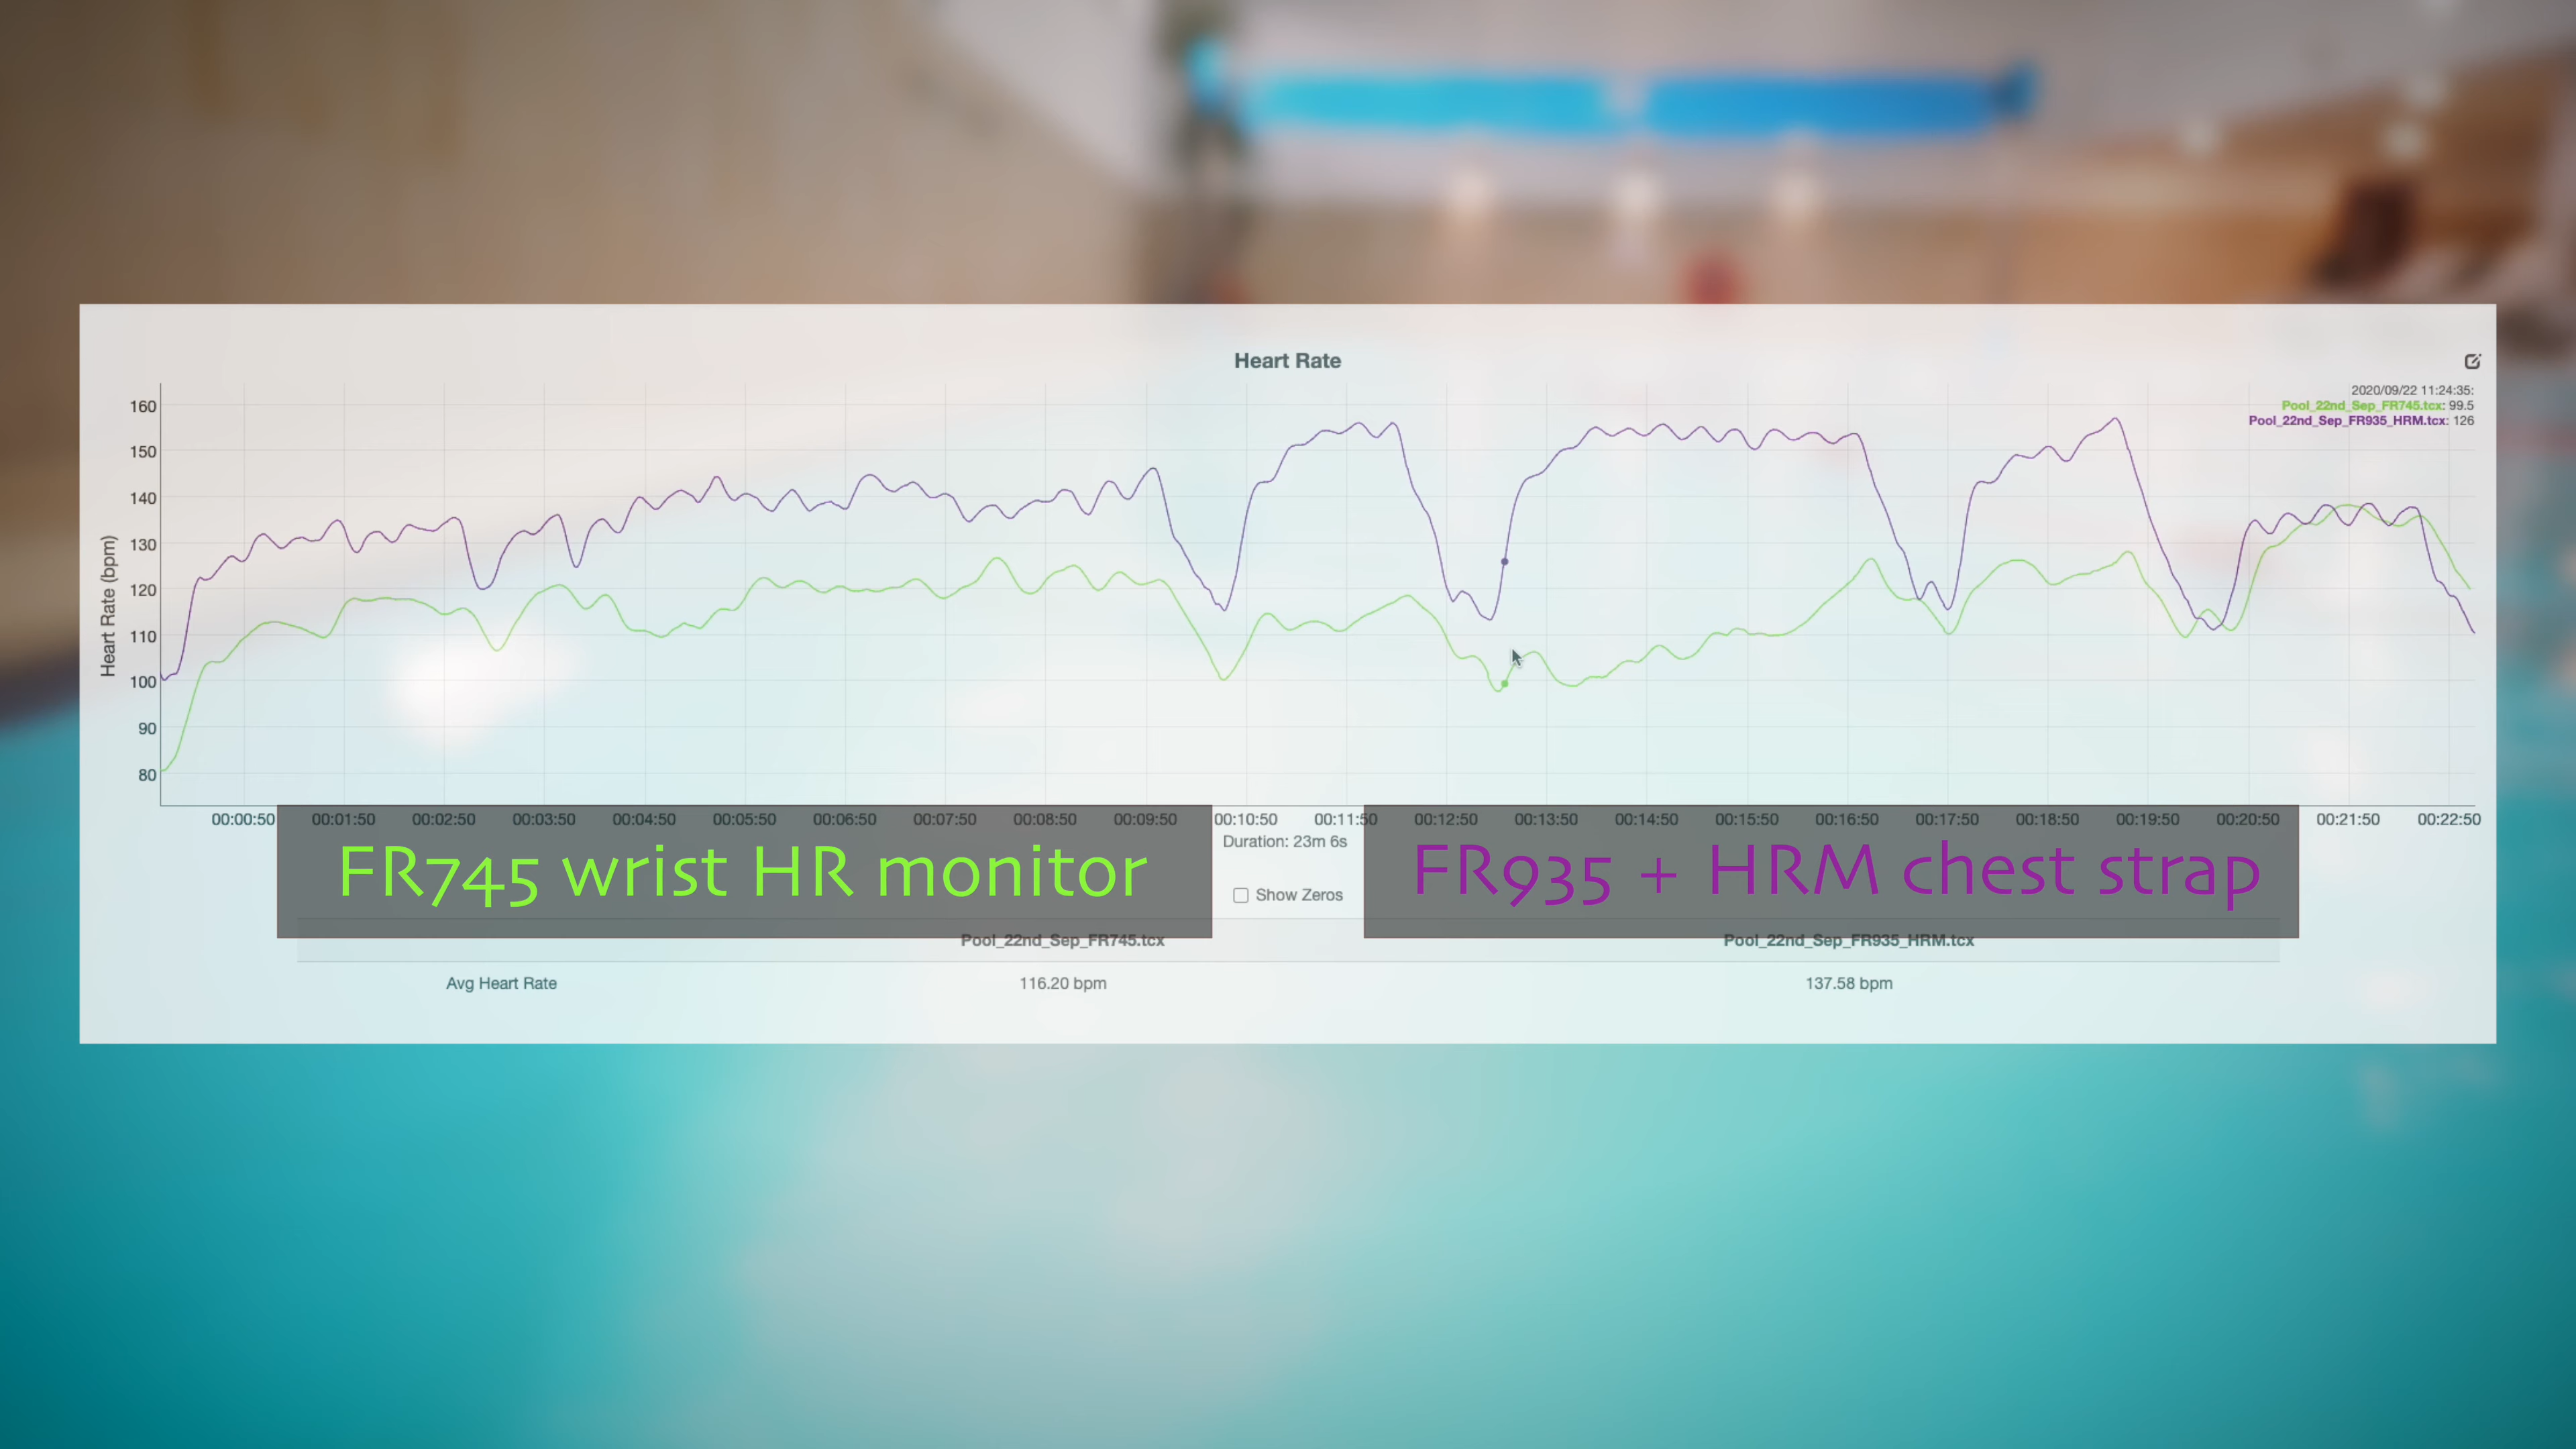 Heart Rate
2020/09/22 11:24:35:
Pool_22nd_Sep_FR745.tcx: 99.5
Pool_22nd_Sep_FR935_HRM.tcx: 126
Heart Rate (bpm)
160
150
140
130
120
110
100
90
80
00:00:50 00:01:50 00:02:50 00:03:50 00:04:50 00:05:50 00:06:50 00:07:50 00:08:50 00:09:50 00:10:50 00:11:50 00:12:50 00:13:50 00:14:50 00:15:50 00:16:50 00:17:50 00:18:50 00:19:50 00:20:50 00:21:50 00:22:50
Duration: 23m 6s
FR745 wrist HR monitor
FR935 + HRM chest strap
Show Zeros
Pool_22nd_Sep_FR745.tcx Pool_22nd_Sep_FR935_HRM.tcx
Avg Heart Rate 116.20 bpm 137.58 bpm